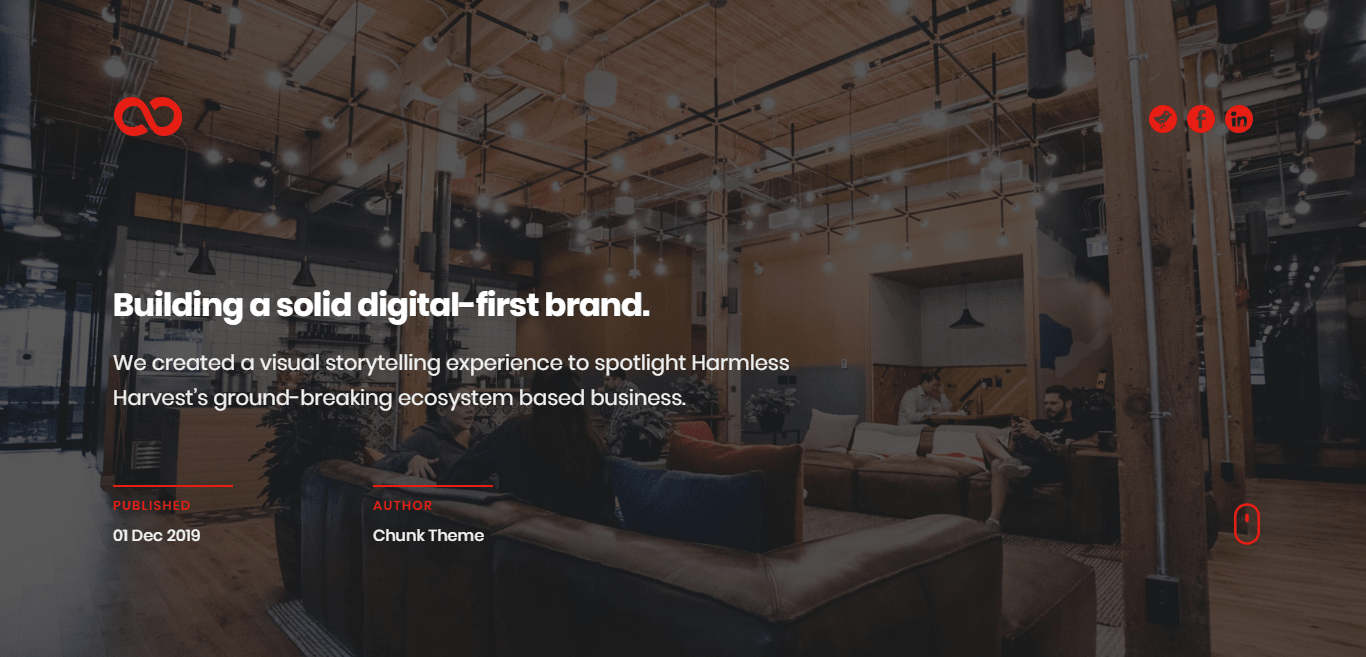 Building a solid digital-first brand.
We created a visual storytelling experience to spotlight Harmless
Harvest's ground-breaking ecosystem based business.
PUBLISHED
AUTHOR
01 Dec 2019
Chunk Theme